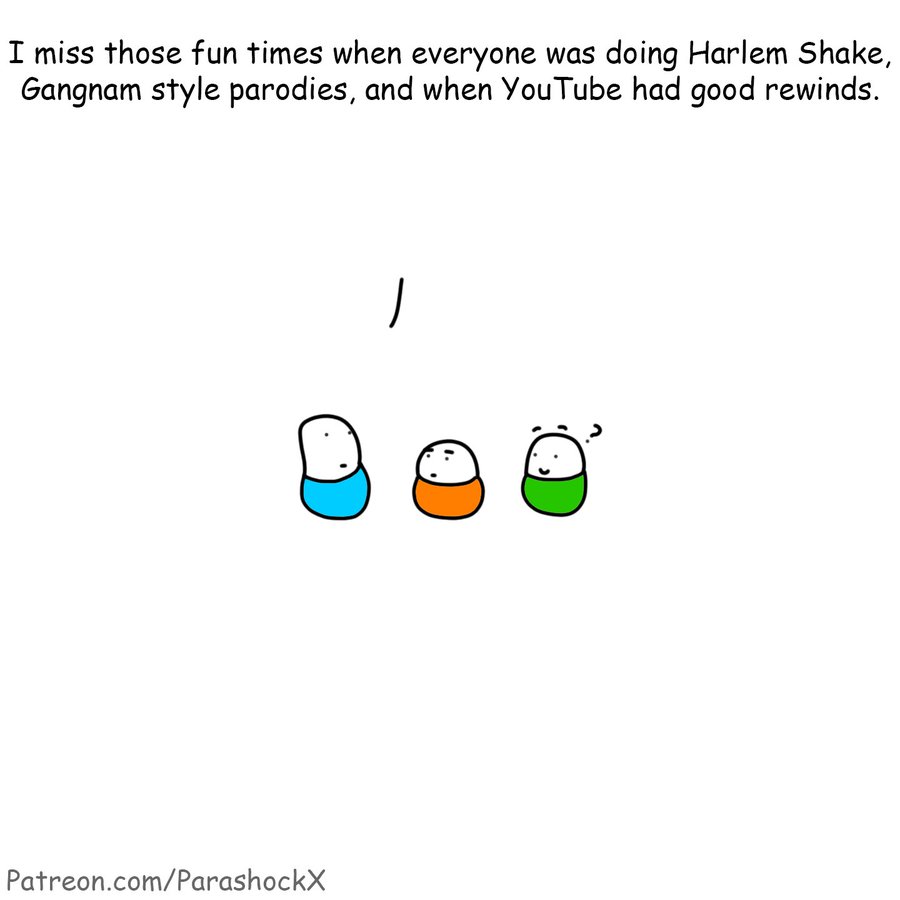 I miss those fun times when everyone was doing Harlem Shake,
Gangnam style parodies, and when YouTube had good rewinds.
?
Patreon.com/ParashockX